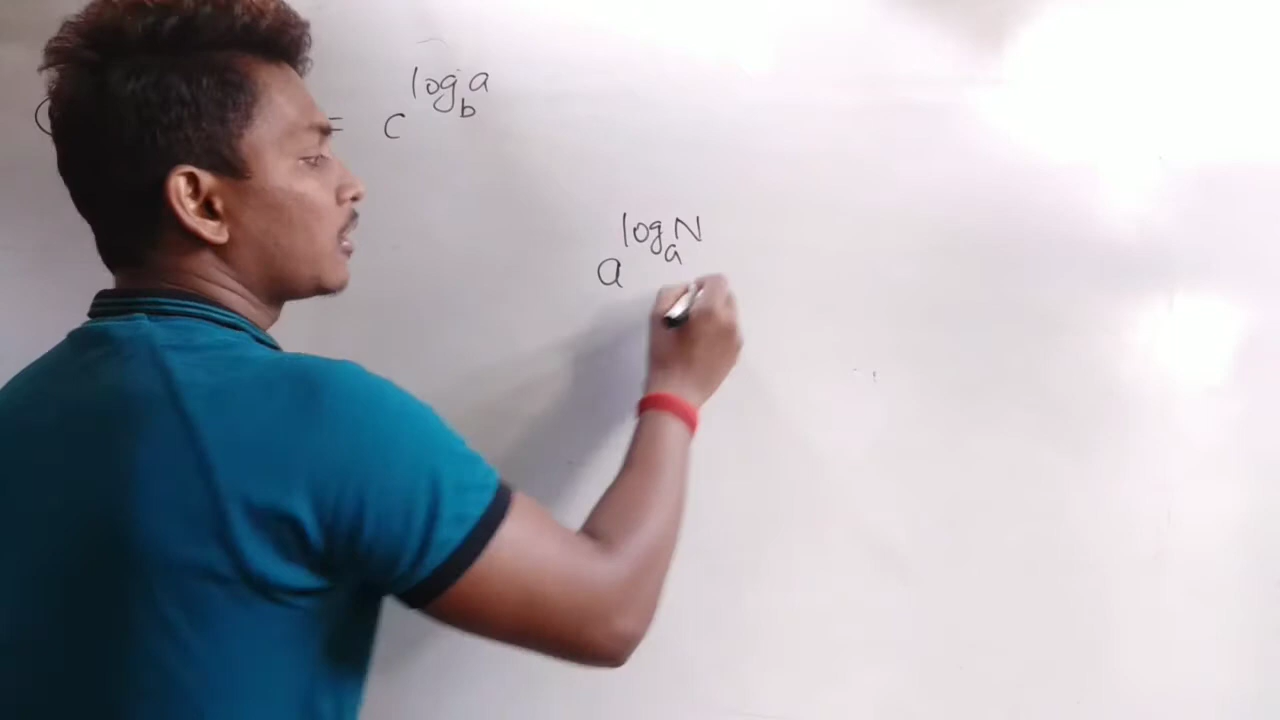 = c^{log_b a}
a^{log_a N}